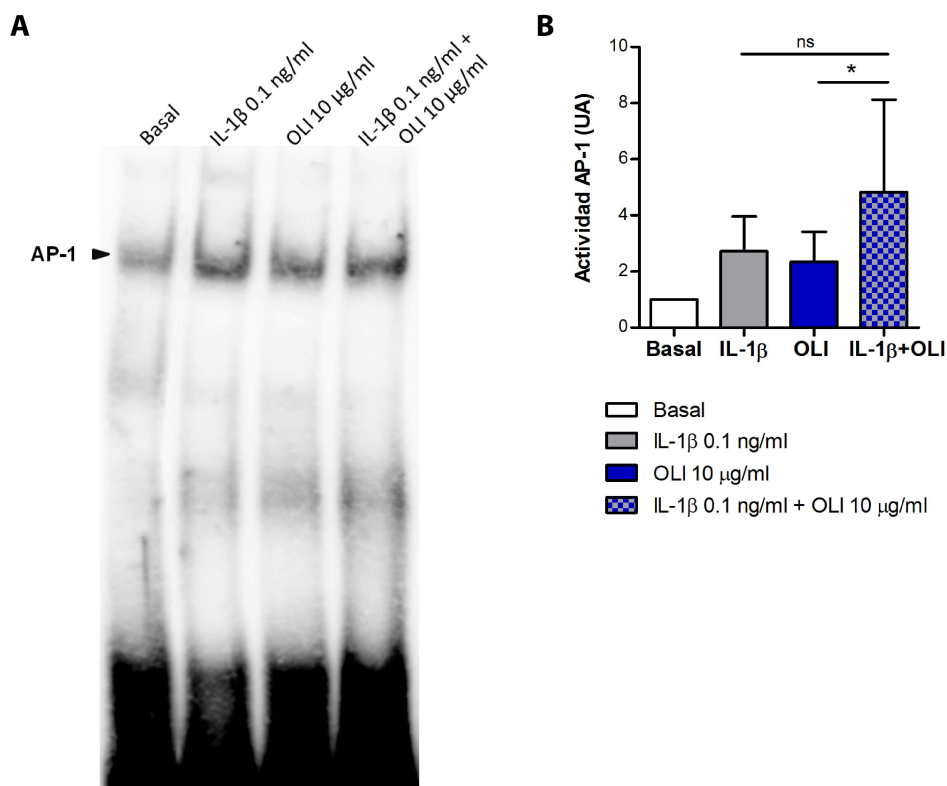 A
Basal
IL-1β 0.1 ng/ml
OLI 10 μg/ml
IL-1β 0.1 ng/ml +
OLI 10 μg/ml
AP-1
B
Actividad AP-1 (UA)
10
8
6
4
2
0
ns
*
Basal IL-1β OLI IL-1β+OLI
Basal
IL-1β 0.1 ng/ml
OLI 10 μg/ml
IL-1β 0.1 ng/ml + OLI 10 μg/ml